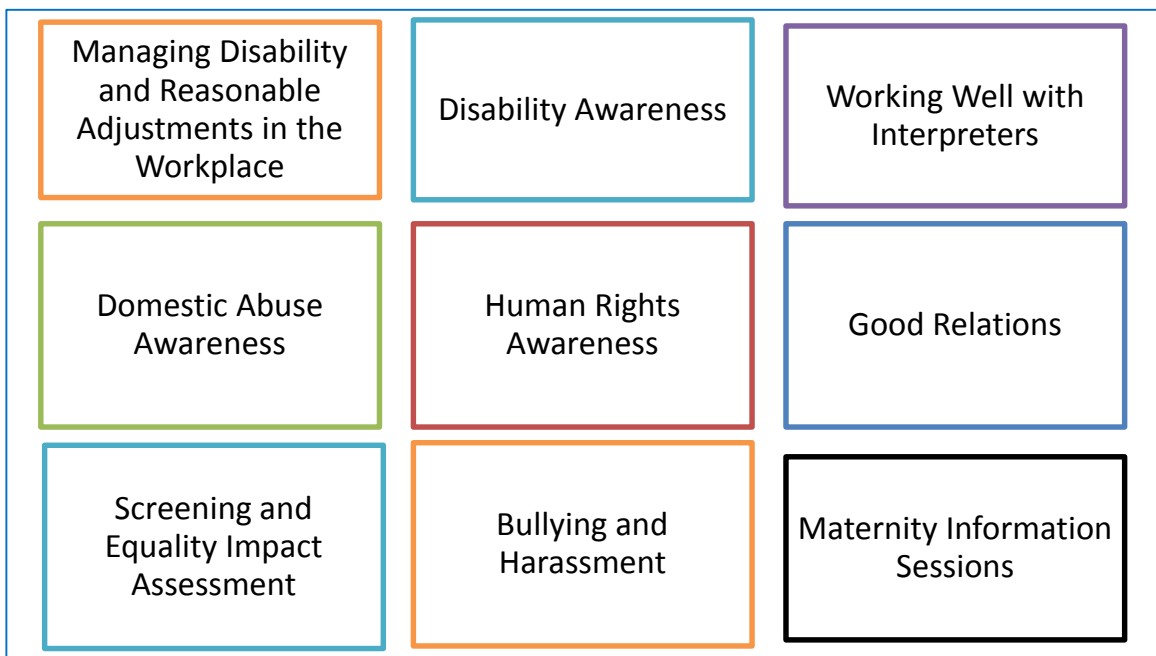 Managing Disability
and Reasonable
Adjustments in the
Workplace
Disability Awareness
Working Well with
Interpreters
Domestic Abuse
Awareness
Human Rights
Awareness
Good Relations
Screening and
Equality Impact
Assessment
Bullying and
Harassment
Maternity Information
Sessions